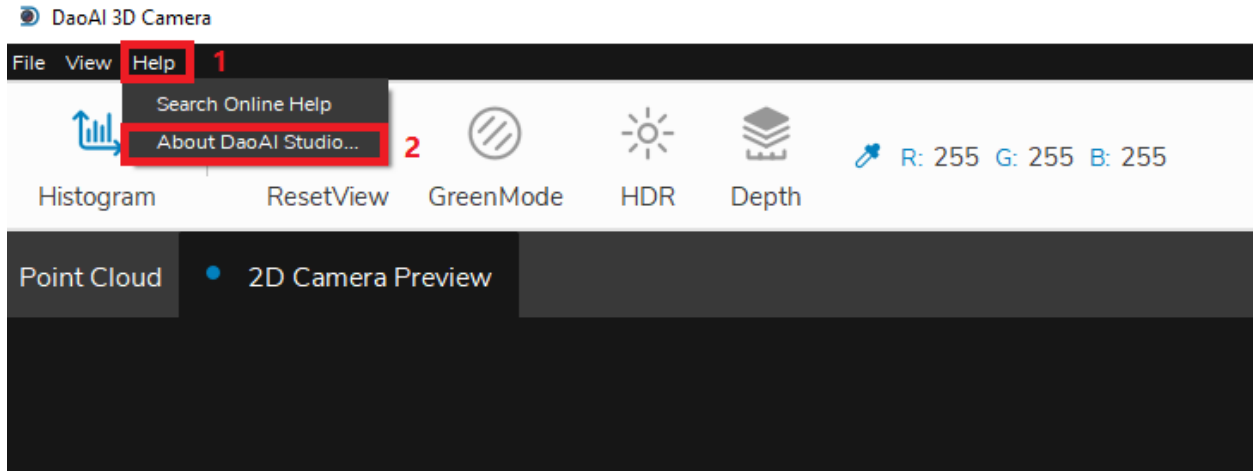 DaoAI 3D Camera
File View Help 1
Search Online Help
About DaoAI Studio... 2
R: 255 G: 255 B: 255
Histogram ResetView GreenMode HDR Depth
Point Cloud 2D Camera Preview